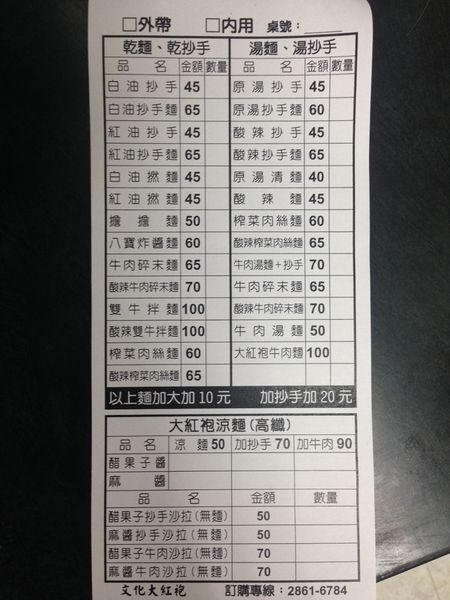 □外帶 □內用 桌號：
乾麵、乾抄手 湯麵、湯抄手
品名 金額 數量 品名 金額 數量
白油抄手 45 原湯抄手 45
白油抄手麵 65 原湯抄手麵 60
紅油抄手 45 酸辣抄手 45
紅油抄手麵 65 酸辣抄手麵 65
白油燃麵 45 原湯清麵 40
紅油燃麵 45 酸辣麵 45
擔擔麵 50 榨菜肉絲麵 60
八寶炸醬麵 60 酸辣榨菜肉絲麵 65
牛肉碎末麵 65 牛肉湯麵+抄手 70
酸辣牛肉碎末麵 70 牛肉碎末麵 65
雙牛拌麵 100 酸辣牛肉碎末麵 70
酸辣雙牛拌麵 100 牛肉湯麵 50
榨菜肉絲麵 60 大紅袍牛肉麵 100
酸辣榨菜肉絲麵 65
以上麵加大加10元 加抄手加20元
大紅袍涼麵(高纖)
品名 涼麵50 加抄手70 加牛肉90
醋果子醬
麻醬
品名 金額 數量
醋果子抄手沙拉(無麵) 50
麻醬抄手沙拉(無麵) 50
醋果子牛肉沙拉(無麵) 70
麻醬牛肉沙拉(無麵) 70
文化大紅袍 訂購專線：2861-6784